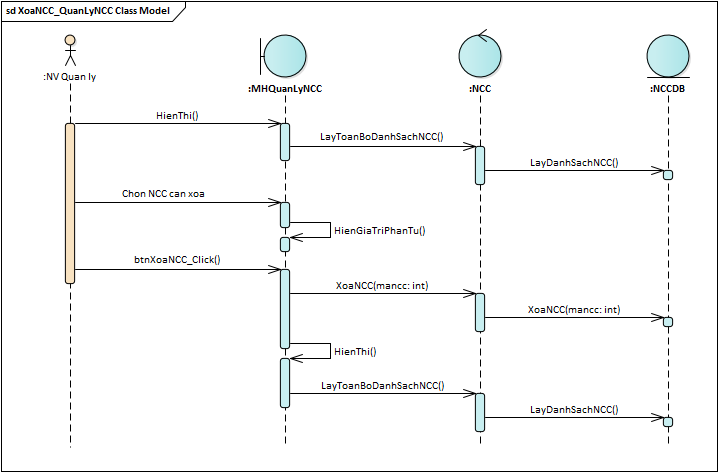 sd XoaNCC_QuanLyNCC Class Model
:NV Quan ly
:MHQuanLyNCC
:NCC
:NCCDB
HienThi()
LayToanBoDanhSachNCC()
LayDanhSachNCC()
Chon NCC can xoa
HienGiaTriPhanTu()
btnXoaNCC_Click()
XoaNCC(mancc: int)
XoaNCC(mancc: int)
HienThi()
LayToanBoDanhSachNCC()
LayDanhSachNCC()